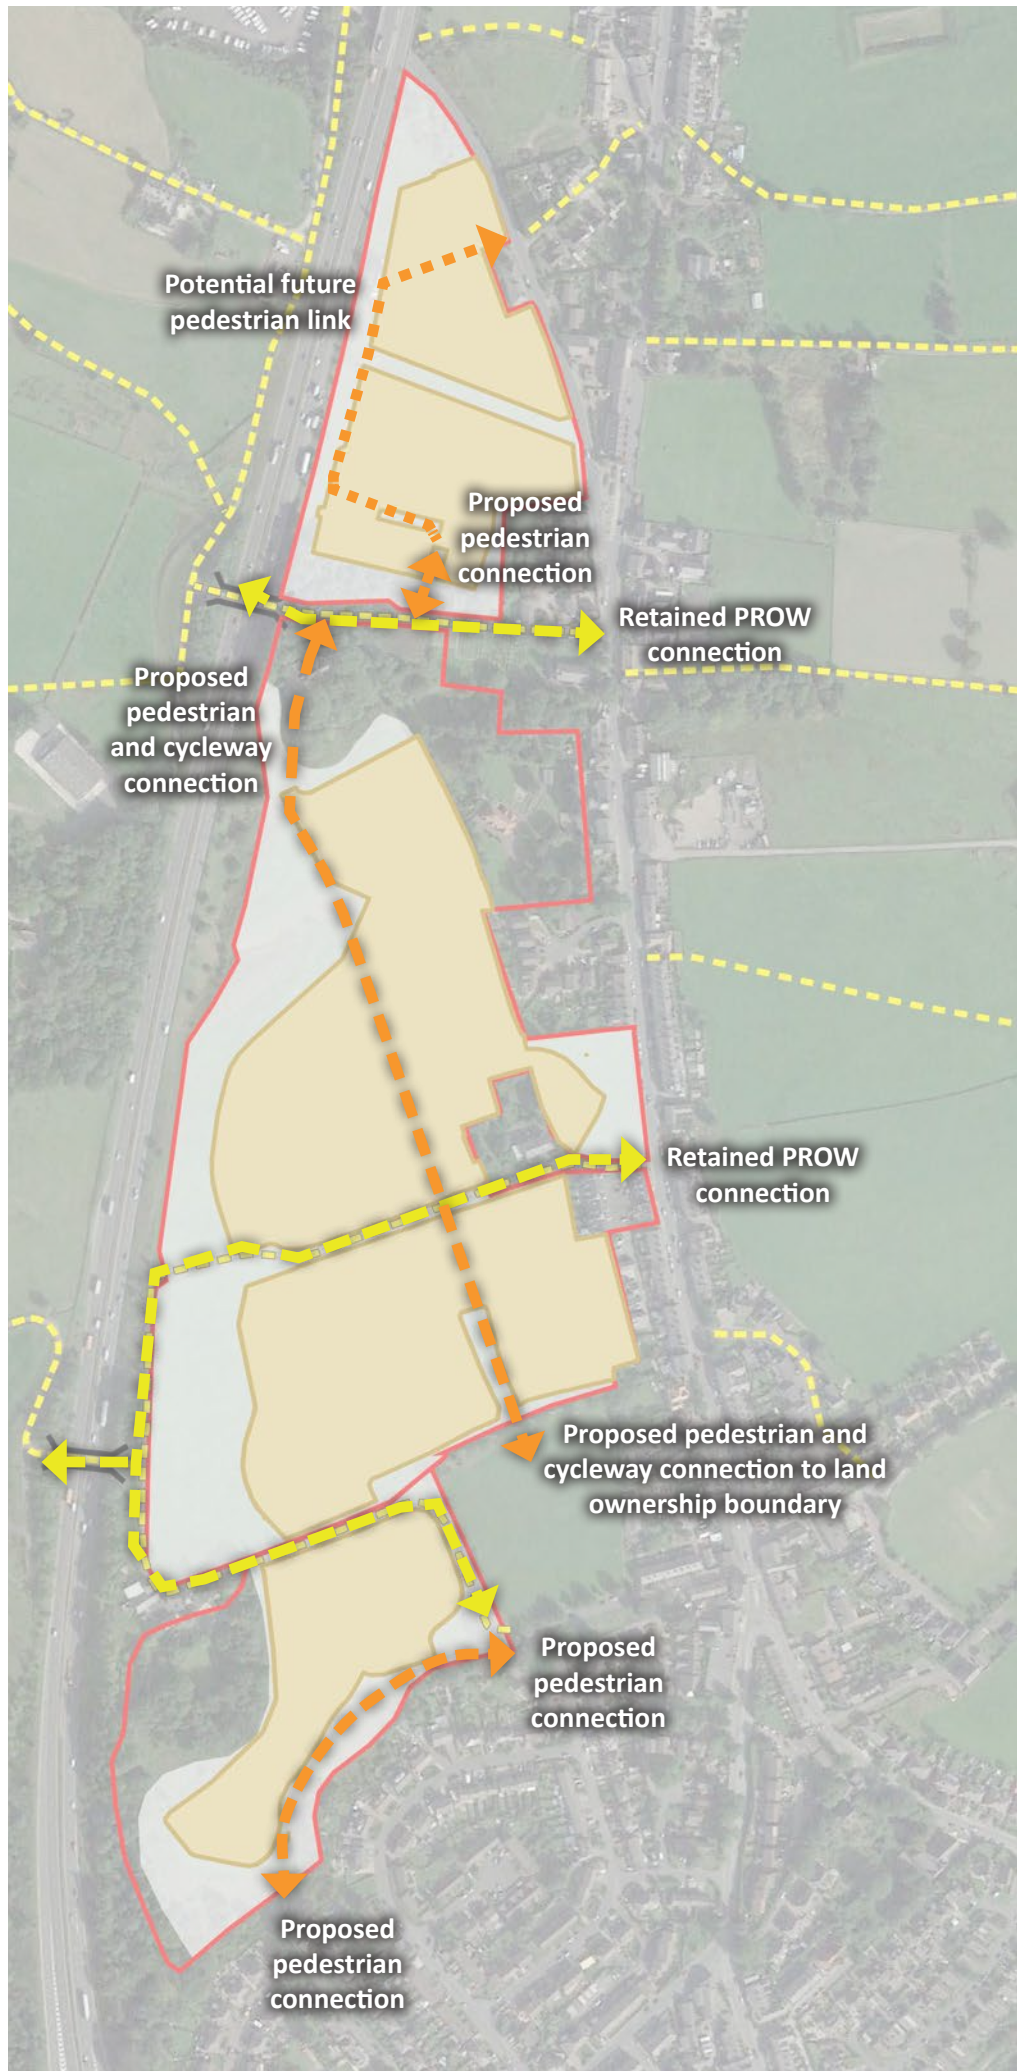 Potential future
pedestrian link
Proposed
pedestrian
connection
Retained PROW
connection
Proposed
pedestrian
and cycleway
connection
Retained PROW
connection
Proposed pedestrian and
cycleway connection to land
ownership boundary
Proposed
pedestrian
connection
Proposed
pedestrian
connection